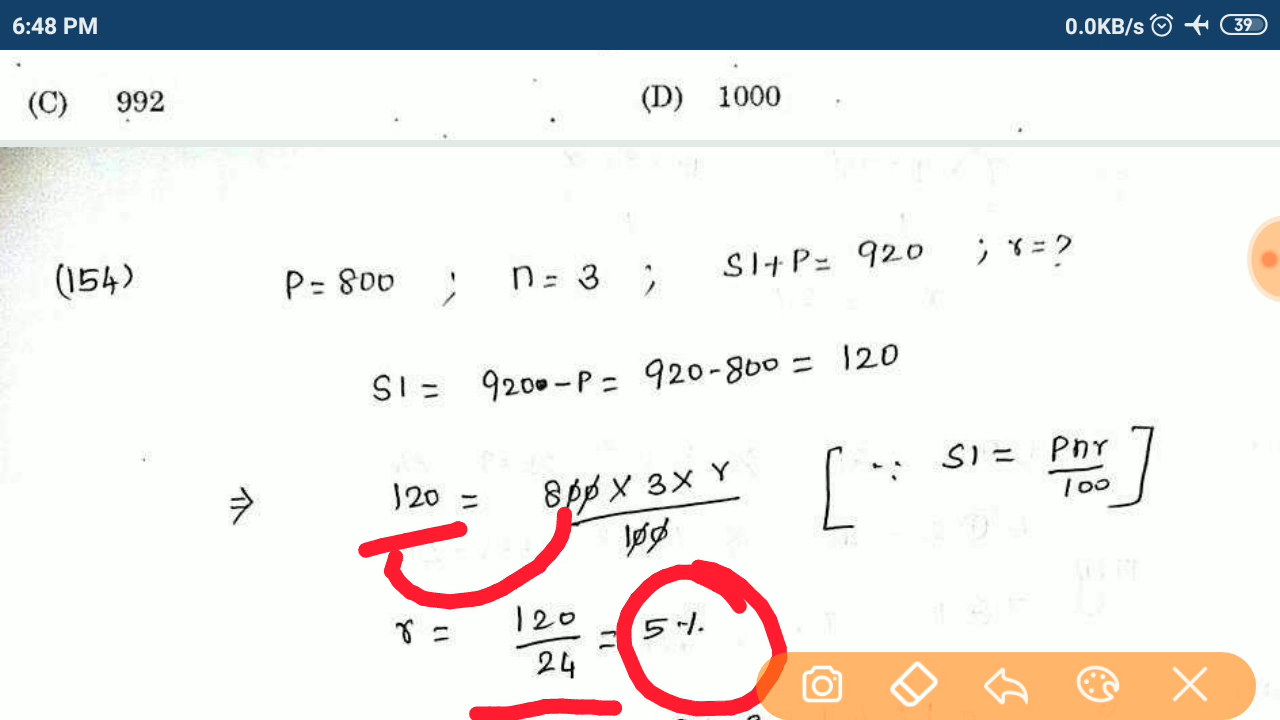 6:48 PM 0.0KB/s 39
(C) 992 (D) 1000
(154) P = 800 ; n = 3 ; SI+P = 920 ; r = ?
SI = 920 - P = 920 - 800 = 120
⇒ 120 = 800 × 3 × r / 100 [∵ SI = Pnr / 100]
r = 120 / 24 = 5%